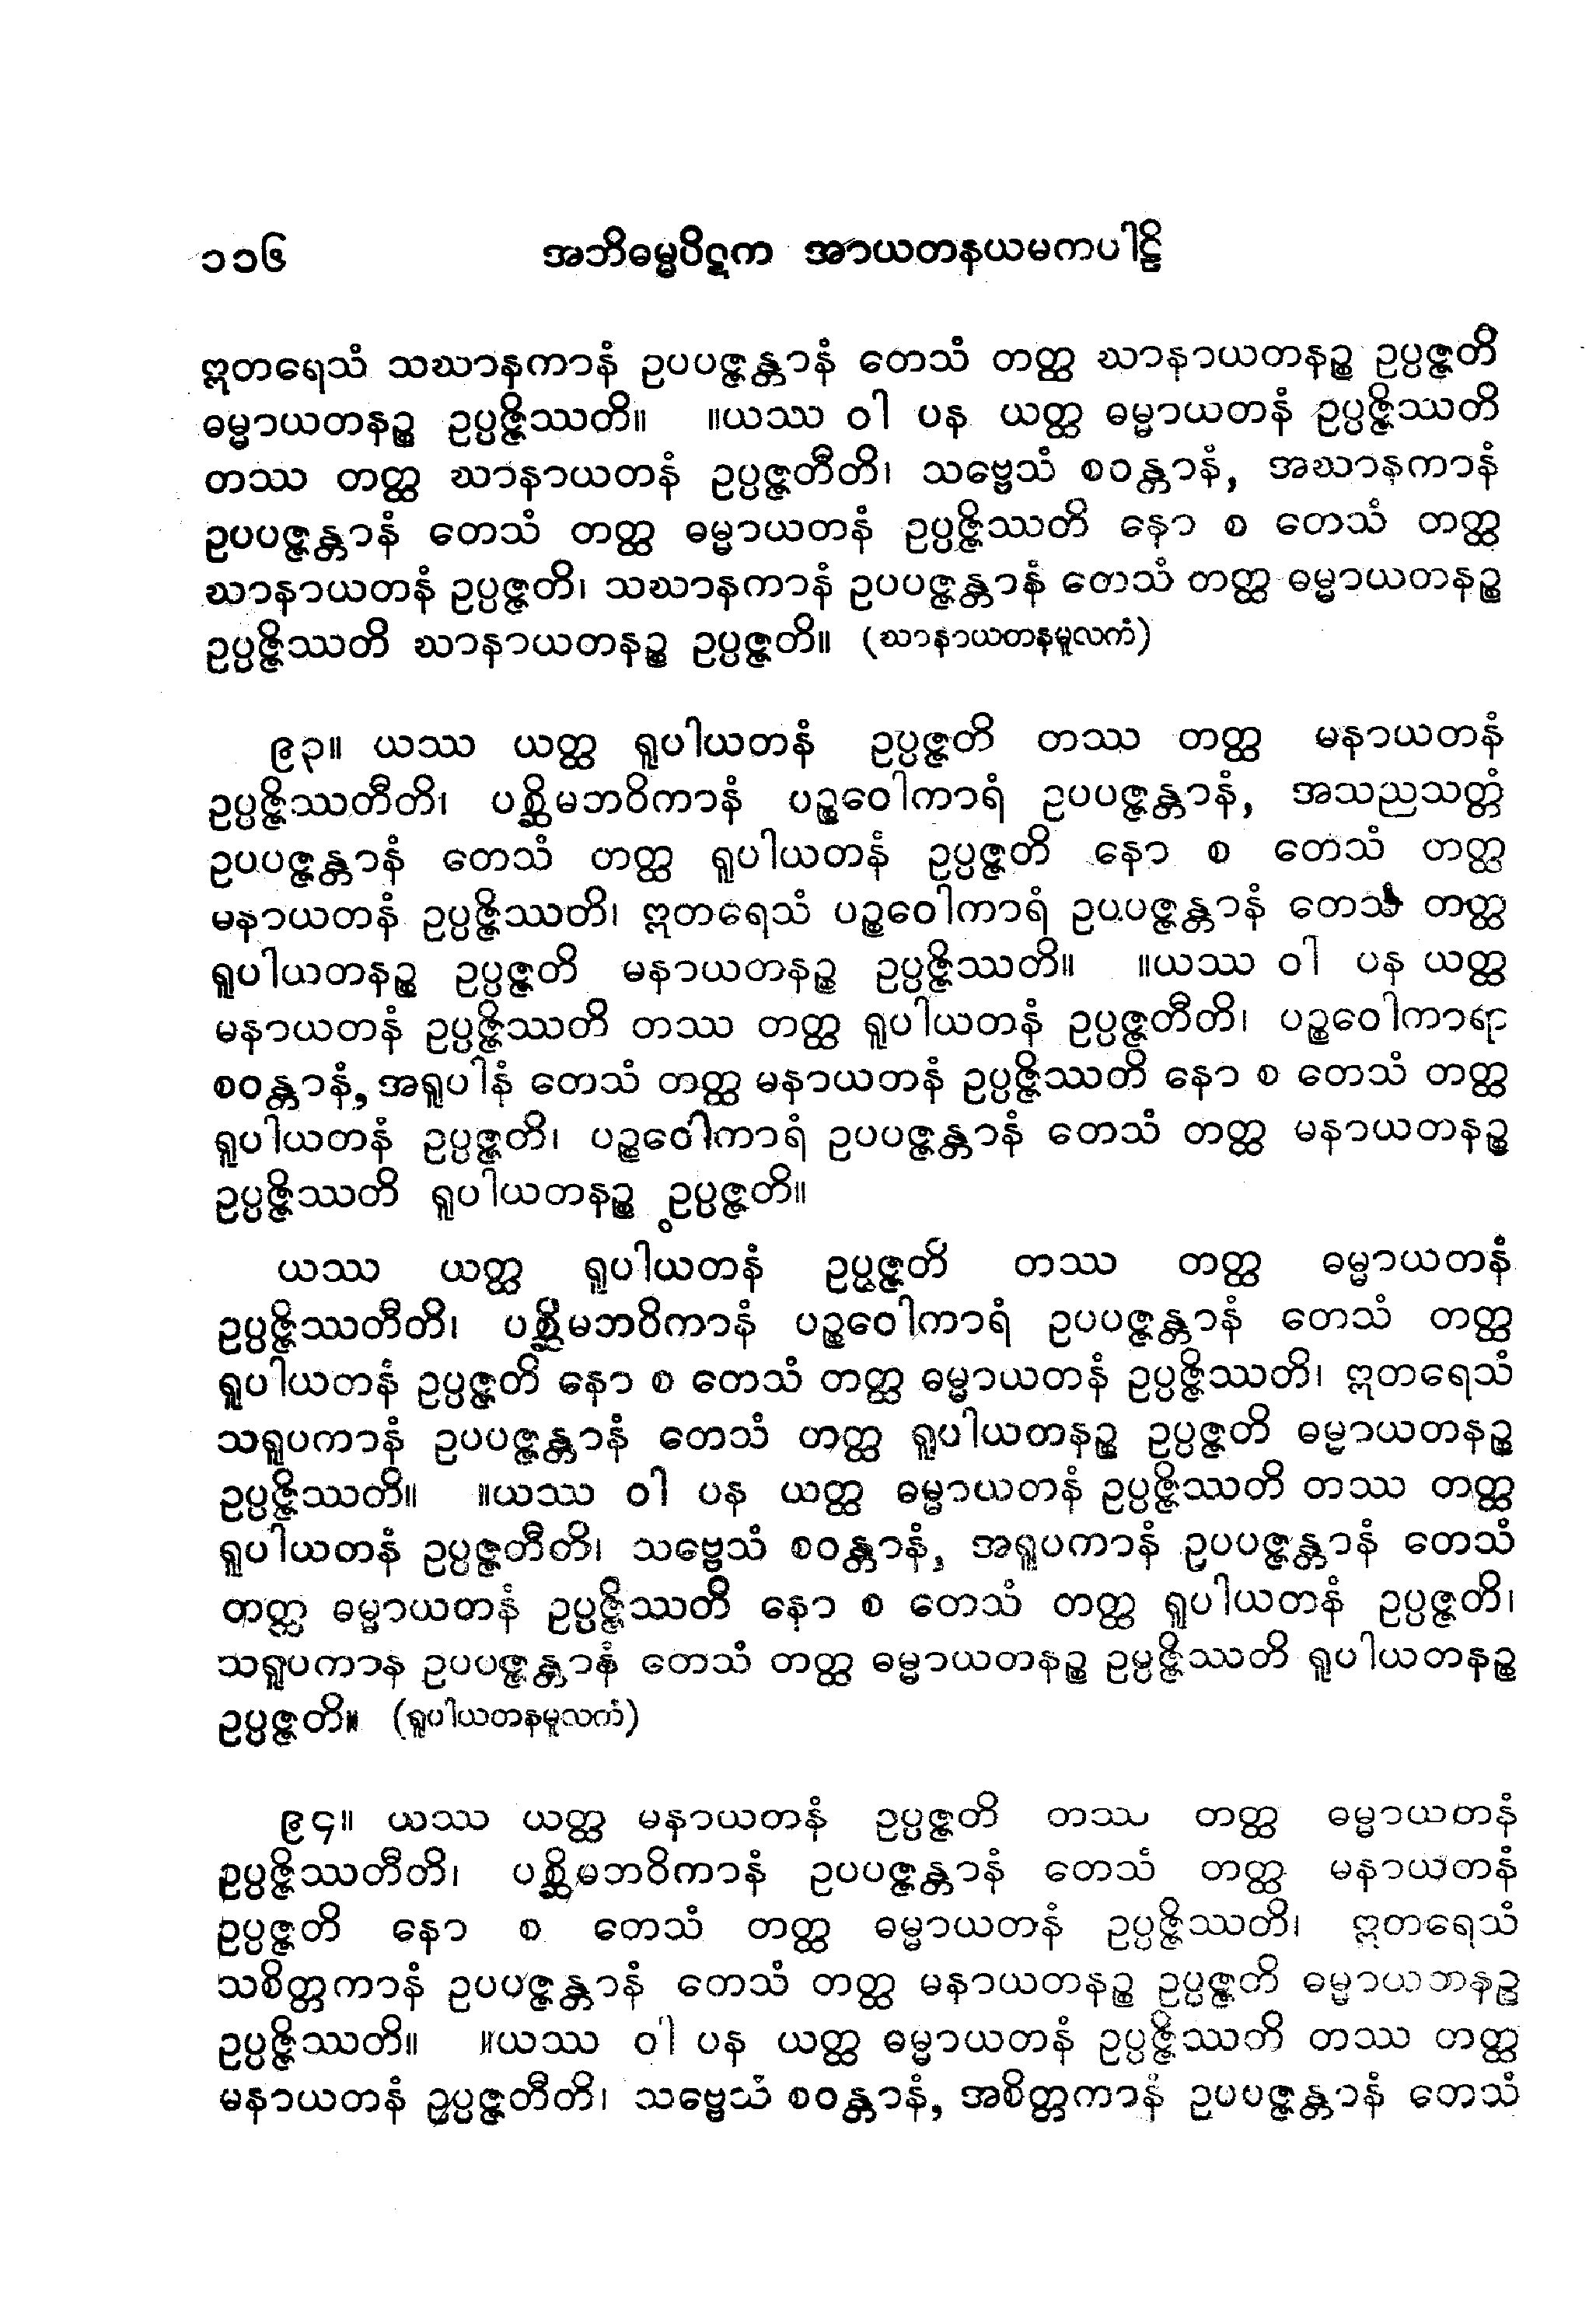 ၁၁၆ အဘိဓမ္မပိဋက အာယတနယမကပါဠိ
ဣတရေသံ သဃာနကာနံ ဥပပဇ္ဇန္တာနံ တေသံ တတ္ထ ဃာနာယတနဉ္စ ဥပ္ပဇ္ဇတိ
ဓမ္မာယတနဉ္စ ဥပ္ပဇ္ဇိဿတိ။ ။ယဿ ဝါ ပန ယတ္ထ ဓမ္မာယတနံ ဥပ္ပဇ္ဇိဿတိ
တဿ တတ္ထ ဃာနာယတနံ ဥပ္ပဇ္ဇတီတိ၊ သဗ္ဗေသံ စဝန္တာနံ, အဃာနကာနံ
ဥပပဇ္ဇန္တာနံ တေသံ တတ္ထ ဓမ္မာယတနံ ဥပ္ပဇ္ဇိဿတိ နော စ တေသံ တတ္ထ
ဃာနာယတနံ ဥပ္ပဇ္ဇတိ၊ သဃာနကာနံ ဥပပဇ္ဇန္တာနံ တေသံ တတ္ထ ဓမ္မာယတနဉ္စ
ဥပ္ပဇ္ဇိဿတိ ဃာနာယတနဉ္စ ဥပ္ပဇ္ဇတိ။ (ဃာနာယတနမူလကံ)
၉၃။ ယဿ ယတ္ထ ရူပါယတနံ ဥပ္ပဇ္ဇတိ တဿ တတ္ထ မနာယတနံ
ဥပ္ပဇ္ဇိဿတီတိ၊ ပစ္ဆိမဘဝိကာနံ ပဉ္စဝေါကာရံ ဥပပဇ္ဇန္တာနံ, အသညသတ္တံ
ဥပပဇ္ဇန္တာနံ တေသံ တတ္ထ ရူပါယတနံ ဥပ္ပဇ္ဇတိ နော စ တေသံ တတ္ထ
မနာယတနံ ဥပ္ပဇ္ဇိဿတိ၊ ဣတရေသံ ပဉ္စဝေါကာရံ ဥပပဇ္ဇန္တာနံ တေသံ တတ္ထ
ရူပါယတနဉ္စ ဥပ္ပဇ္ဇတိ မနာယတနဉ္စ ဥပ္ပဇ္ဇိဿတိ။ ။ယဿ ဝါ ပန ယတ္ထ
မနာယတနံ ဥပ္ပဇ္ဇိဿတိ တဿ တတ္ထ ရူပါယတနံ ဥပ္ပဇ္ဇတီတိ၊ ပဉ္စဝေါကာရာ
စဝန္တာနံ, အရူပါနံ တေသံ တတ္ထ မနာယတနံ ဥပ္ပဇ္ဇိဿတိ နော စ တေသံ တတ္ထ
ရူပါယတနံ ဥပ္ပဇ္ဇတိ၊ ပဉ္စဝေါကာရံ ဥပပဇ္ဇန္တာနံ တေသံ တတ္ထ မနာယတနဉ္စ
ဥပ္ပဇ္ဇိဿတိ ရူပါယတနဉ္စ ဥပ္ပဇ္ဇတိ။
ယဿ ယတ္ထ ရူပါယတနံ ဥပ္ပဇ္ဇတိ တဿ တတ္ထ ဓမ္မာယတနံ
ဥပ္ပဇ္ဇိဿတီတိ၊ ပစ္ဆိမဘဝိကာနံ ပဉ္စဝေါကာရံ ဥပပဇ္ဇန္တာနံ တေသံ တတ္ထ
ရူပါယတနံ ဥပ္ပဇ္ဇတိ နော စ တေသံ တတ္ထ ဓမ္မာယတနံ ဥပ္ပဇ္ဇိဿတိ၊ ဣတရေသံ
သရူပကာနံ ဥပပဇ္ဇန္တာနံ တေသံ တတ္ထ ရူပါယတနဉ္စ ဥပ္ပဇ္ဇတိ ဓမ္မာယတနဉ္စ
ဥပ္ပဇ္ဇိဿတိ။ ။ယဿ ဝါ ပန ယတ္ထ ဓမ္မာယတနံ ဥပ္ပဇ္ဇိဿတိ တဿ တတ္ထ
ရူပါယတနံ ဥပ္ပဇ္ဇတီတိ၊ သဗ္ဗေသံ စဝန္တာနံ, အရူပကာနံ ဥပပဇ္ဇန္တာနံ တေသံ
တတ္ထ ဓမ္မာယတနံ ဥပ္ပဇ္ဇိဿတိ နော စ တေသံ တတ္ထ ရူပါယတနံ ဥပ္ပဇ္ဇတိ၊
သရူပကာန ဥပပဇ္ဇန္တာနံ တေသံ တတ္ထ ဓမ္မာယတနဉ္စ ဥပ္ပဇ္ဇိဿတိ ရူပါယတနဉ္စ
ဥပ္ပဇ္ဇတိ။ (ရူပါယတနမူလကံ)
၉၄။ ယဿ ယတ္ထ မနာယတနံ ဥပ္ပဇ္ဇတိ တဿ တတ္ထ ဓမ္မာယတနံ
ဥပ္ပဇ္ဇိဿတီတိ၊ ပစ္ဆိမဘဝိကာနံ ဥပပဇ္ဇန္တာနံ တေသံ တတ္ထ မနာယတနံ
ဥပ္ပဇ္ဇတိ နော စ တေသံ တတ္ထ ဓမ္မာယတနံ ဥပ္ပဇ္ဇိဿတိ၊ ဣတရေသံ
သစိတ္တကာနံ ဥပပဇ္ဇန္တာနံ တေသံ တတ္ထ မနာယတနဉ္စ ဥပ္ပဇ္ဇတိ ဓမ္မာယတနဉ္စ
ဥပ္ပဇ္ဇိဿတိ။ ။ယဿ ဝါ ပန ယတ္ထ ဓမ္မာယတနံ ဥပ္ပဇ္ဇိဿတိ တဿ တတ္ထ
မနာယတနံ ဥပ္ပဇ္ဇတီတိ၊ သဗ္ဗေသံ စဝန္တာနံ, အစိတ္တကာနံ ဥပပဇ္ဇန္တာနံ တေသံ